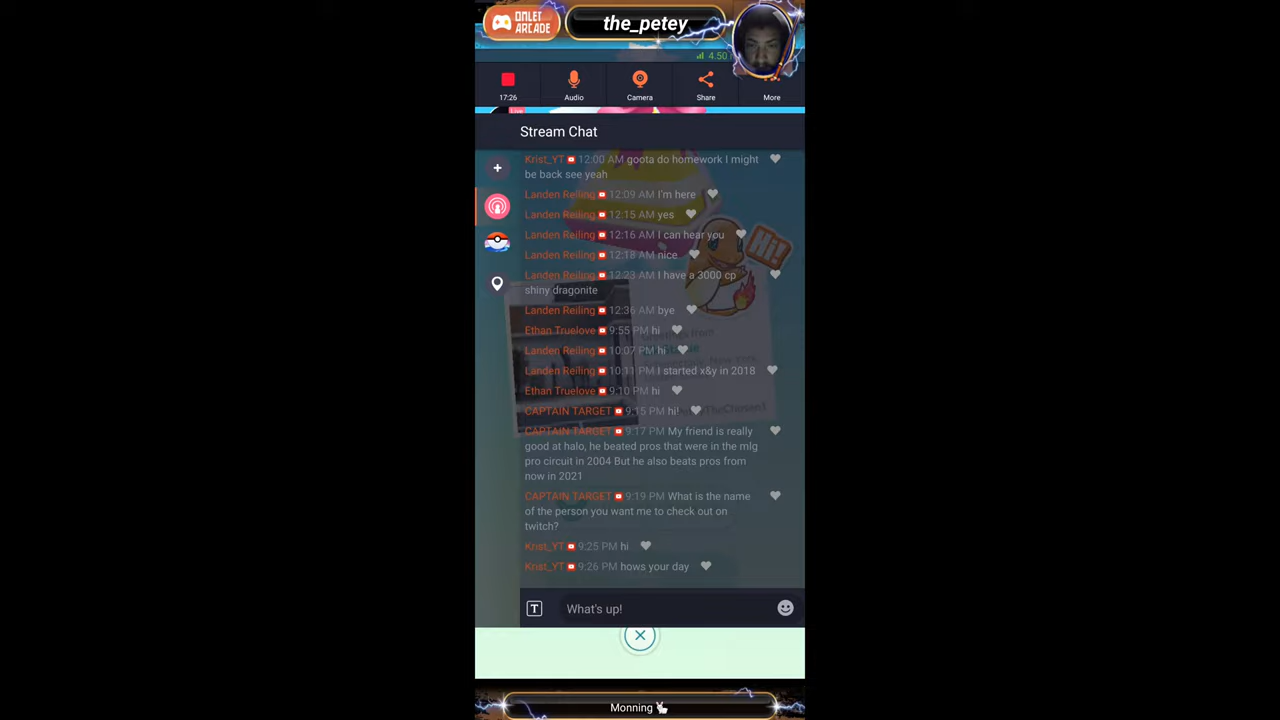 OMLET
ARCADE
the_petey
4.50
17:26
Audio
Camera
Share
More
Live
Stream Chat
Krist_YT 12:00 AM goota do homework I might
be back see yeah
Landen Reiling 12:09 AM I'm here
Landen Reiling 12:15 AM yes
Landen Reiling 12:16 AM I can hear you
Landen Reiling 12:18 AM nice
Landen Reiling 12:23 AM I have a 3000 cp
shiny dragonite
Landen Reiling 12:36 AM bye
Ethan Truelove 9:55 PM hi
Landen Reiling 10:07 PM hi
Landen Reiling 10:11 PM I started x&y in 2018
Ethan Truelove 9:10 PM hi
CAPTAIN TARGET 9:15 PM hi!
CAPTAIN TARGET 9:17 PM My friend is really
good at halo, he beated pros that were in the mlg
pro circuit in 2004 But he also beats pros from
now in 2021
CAPTAIN TARGET 9:19 PM What is the name
of the person you want me to check out on
twitch?
Krist_YT 9:25 PM hi
Krist_YT 9:26 PM hows your day
Hi!
T What's up!
Monning